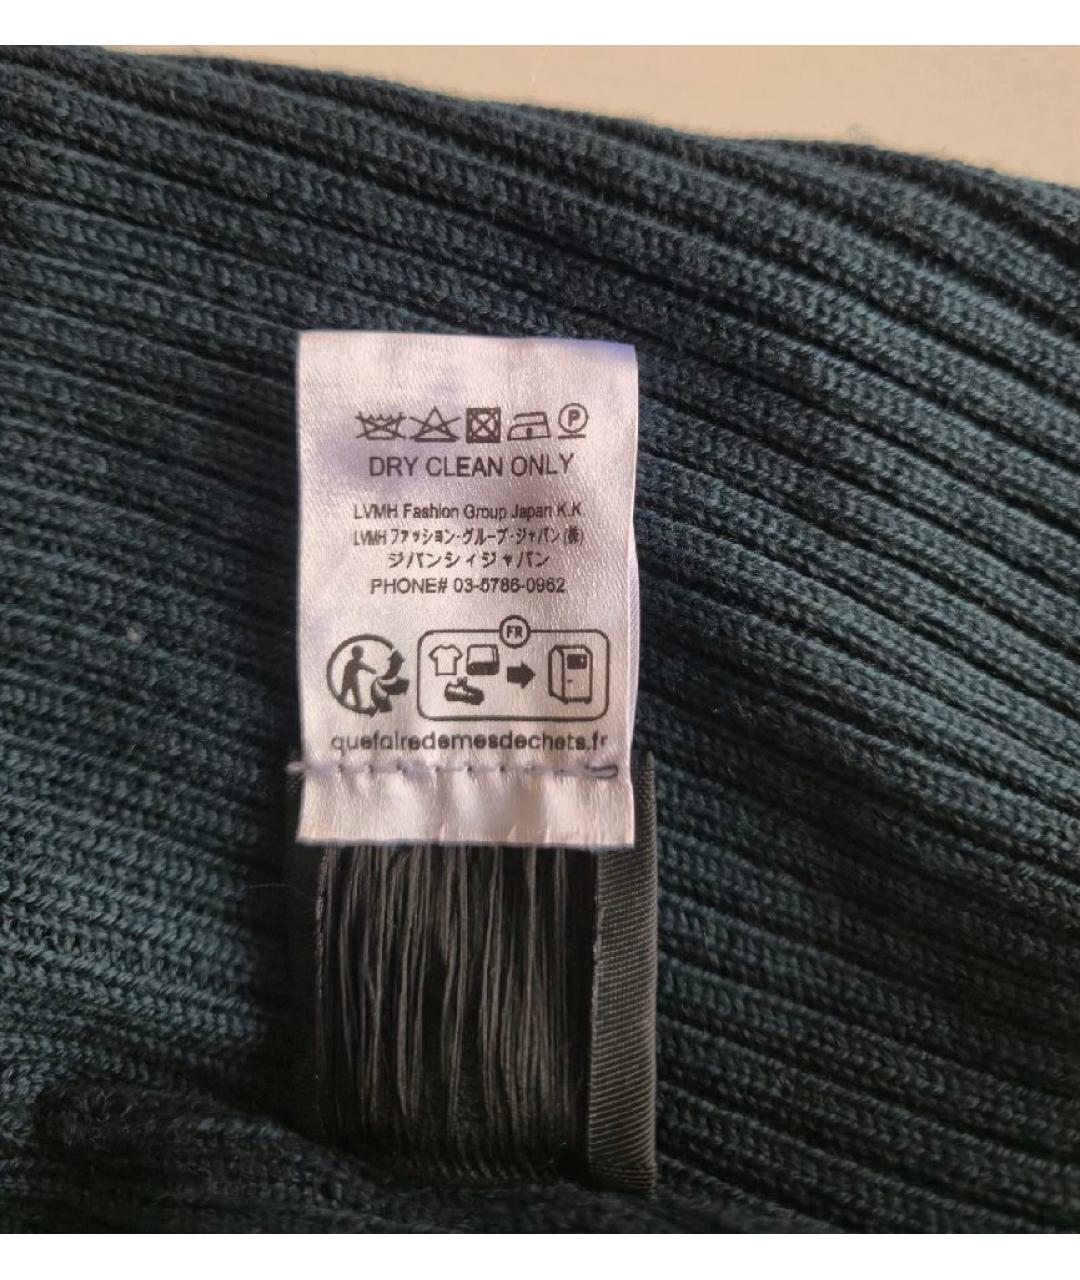 P
DRY CLEAN ONLY
LVMH Fashion Group Japan K.K
LVMH ファッション・グループ・ジャパン(株)
ジバンシィジャパン
PHONE# 03-5786-0962
FR
quefairedemesdechets.fr